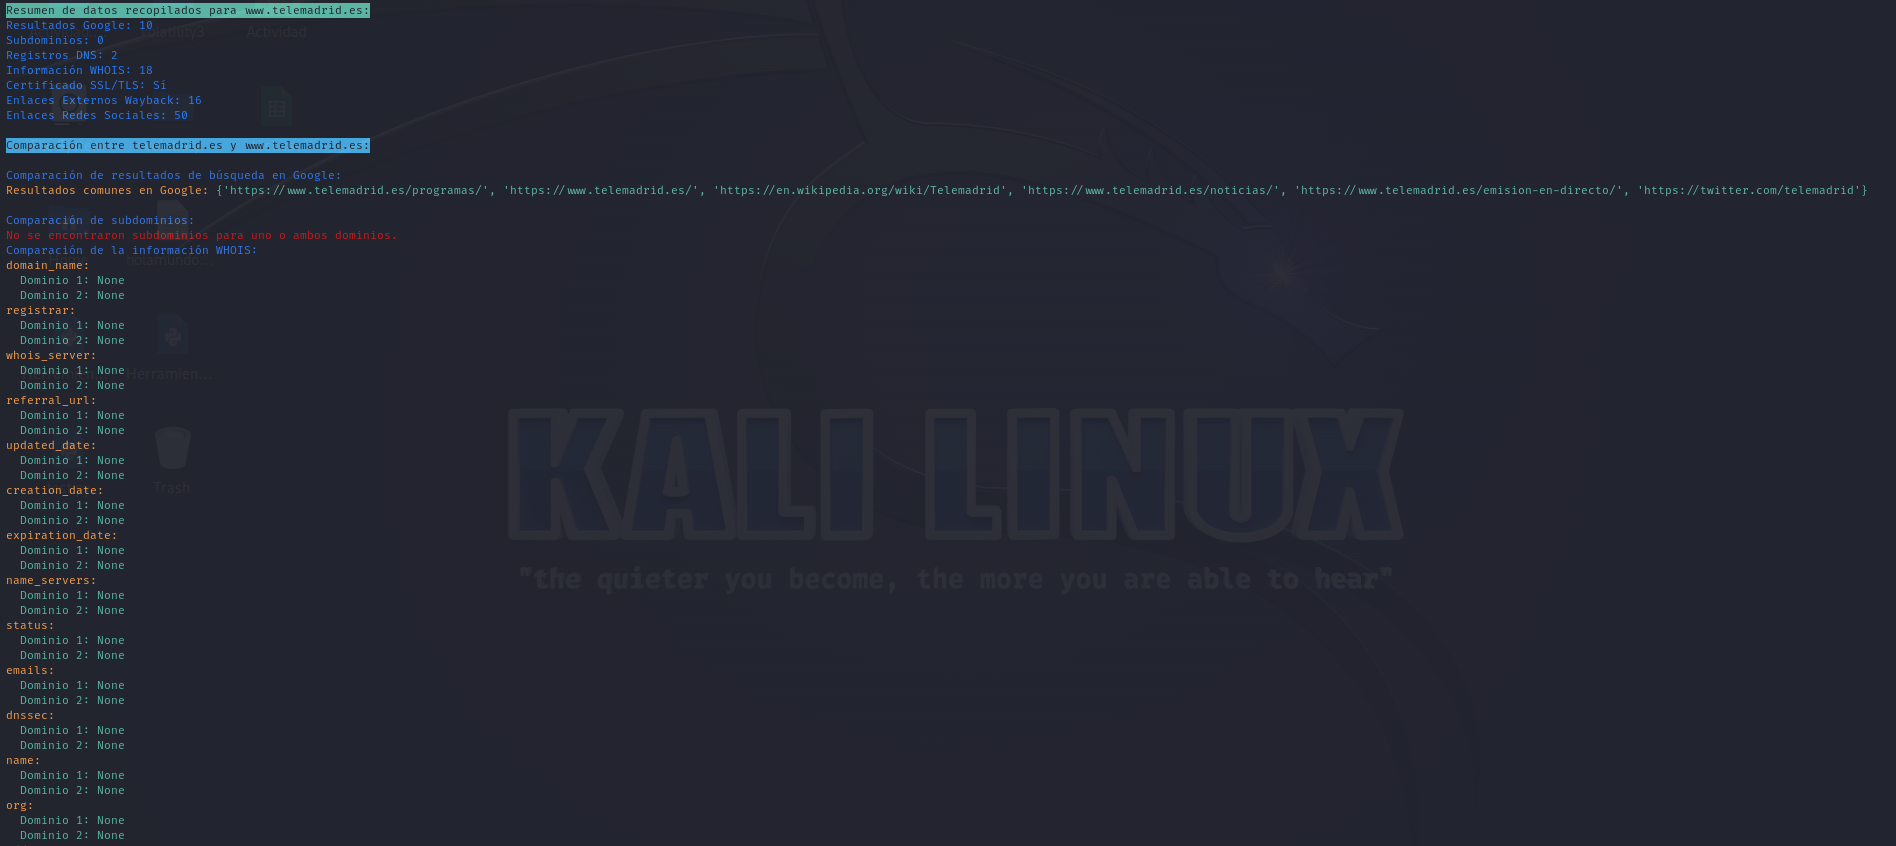 Resumen de datos recopilados para www.telemadrid.es:
Resultados Google: 10
Subdominios: 0
Registros DNS: 2
Información WHOIS: 18
Certificado SSL/TLS: Sí
Enlaces Externos Wayback: 16
Enlaces Redes Sociales: 50
Comparación entre telemadrid.es y www.telemadrid.es:
Comparación de resultados de búsqueda en Google:
Resultados comunes en Google: {'https://www.telemadrid.es/programas/', 'https://www.telemadrid.es/', 'https://en.wikipedia.org/wiki/Telemadrid', 'https://www.telemadrid.es/noticias/', 'https://www.telemadrid.es/emision-en-directo/', 'https://twitter.com/telemadrid'}
Comparación de subdominios:
No se encontraron subdominios para uno o ambos dominios.
Comparación de la información WHOIS:
domain_name:
Dominio 1: None
Dominio 2: None
registrar:
Dominio 1: None
Dominio 2: None
whois_server:
Dominio 1: None
Dominio 2: None
referral_url:
Dominio 1: None
Dominio 2: None
updated_date:
Dominio 1: None
Dominio 2: None
creation_date:
Dominio 1: None
Dominio 2: None
expiration_date:
Dominio 1: None
Dominio 2: None
name_servers:
Dominio 1: None
Dominio 2: None
status:
Dominio 1: None
Dominio 2: None
emails:
Dominio 1: None
Dominio 2: None
dnssec:
Dominio 1: None
Dominio 2: None
name:
Dominio 1: None
Dominio 2: None
org:
Dominio 1: None
Dominio 2: None
Actividad
Herramien...
Trash
KALI LINUX
"the quieter you become, the more you are able to hear"